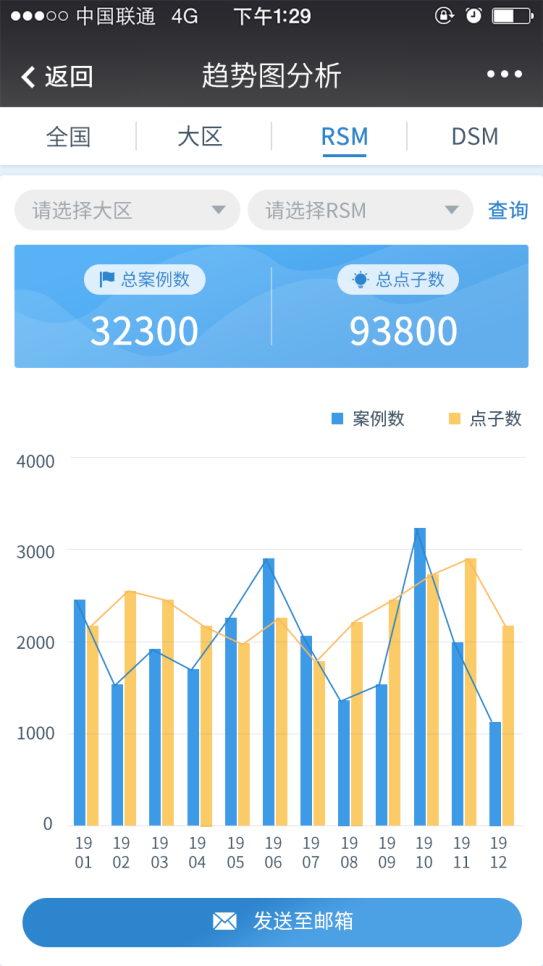 中国联通 4G 下午1:29
返回 趋势图分析
全国 大区 RSM DSM
请选择大区 请选择RSM 查询
总案例数 总点子数
32300 93800
案例数 点子数
4000
3000
2000
1000
0
19 19 19 19 19 19 19 19 19 19 19 19
01 02 03 04 05 06 07 08 09 10 11 12
发送至邮箱